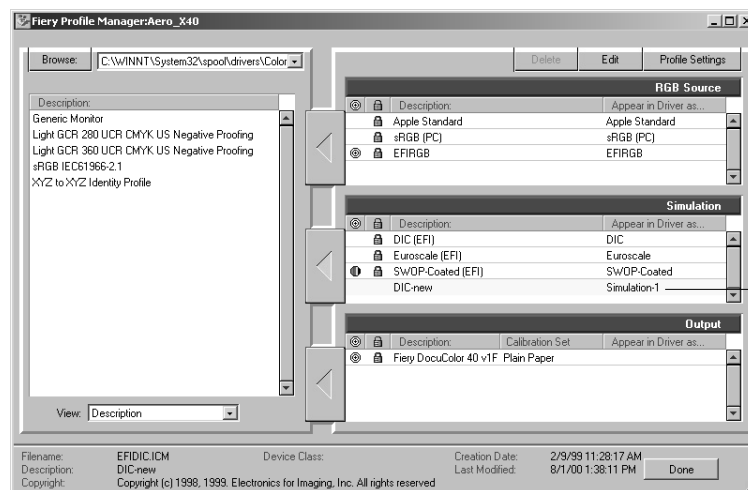 Fiery Profile Manager:Aero_X40
Browse:
C:\WINNT\System32\spool\drivers\Color
Delete
Edit
Profile Settings
Description:
Generic Monitor
Light GCR 280 UCR CMYK US Negative Proofing
Light GCR 360 UCR CMYK US Negative Proofing
sRGB IEC61966-2.1
XYZ to XYZ Identity Profile
View:
Description
RGB Source
Description:
Appear in Driver as...
Apple Standard
Apple Standard
sRGB (PC)
sRGB (PC)
EFIRGB
EFIRGB
Simulation
Description:
Appear in Driver as...
DIC (EFI)
DIC
Euroscale (EFI)
Euroscale
SWOP-Coated (EFI)
SWOP-Coated
DIC-new
Simulation-1
Output
Description:
Calibration Set
Appear in Driver as...
Fiery DocuColor 40 v1F
Plain Paper
Filename:
EFIDIC.ICM
Device Class:
Creation Date:
2/9/99 11:28:17 AM
Description:
DIC-new
Last Modified:
8/1/00 1:38:11 PM
Copyright:
Copyright (c) 1998, 1999. Electronics for Imaging, Inc. All rights reserved
Done